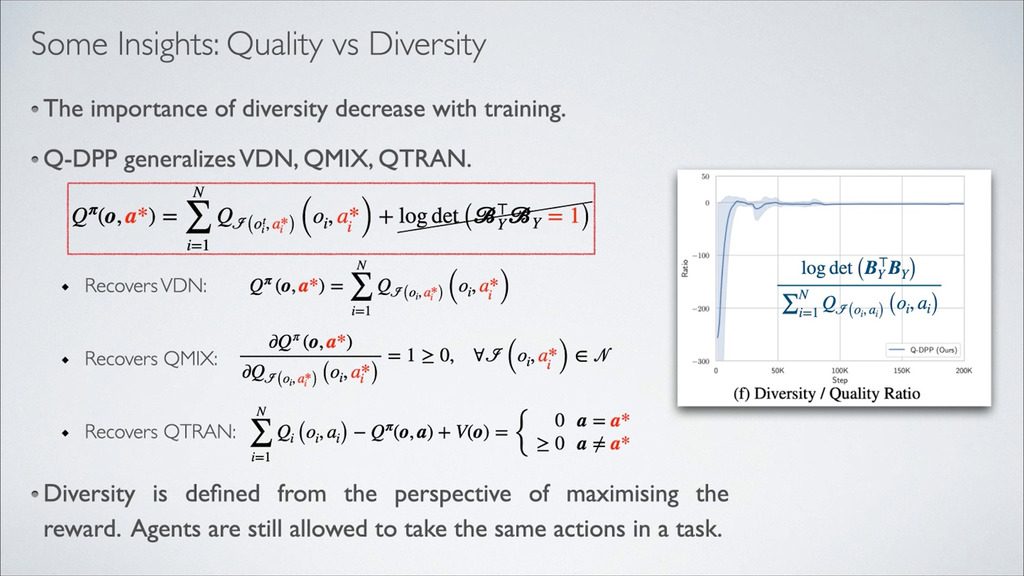 Some Insights: Quality vs Diversity
• The importance of diversity decrease with training.
• Q-DPP generalizes VDN, QMIX, QTRAN.
Q^π(o, a*) = ∑_{i=1}^{N} Q_{ℐ(o_i^t, a_i*)} (o_i, a_i*) + log det (ℬ_Y^⊤ ℬ_Y = 1)
◆ Recovers VDN: Q^π(o, a*) = ∑_{i=1}^{N} Q_{ℐ(o_i, a_i*)} (o_i, a_i*)
◆ Recovers QMIX: ∂Q^π(o, a*) / ∂Q_{ℐ(o_i, a_i*)} (o_i, a_i*) = 1 ≥ 0, ∀ℐ (o_i, a_i*) ∈ 𝒩
◆ Recovers QTRAN: ∑_{i=1}^{N} Q_i (o_i, a_i) − Q^π(o, a) + V(o) = { 0 a = a*
≥ 0 a ≠ a*
• Diversity is defined from the perspective of maximising the
reward. Agents are still allowed to take the same actions in a task.
50
0
−100
−200
−300
Ratio
log det (B_Y^⊤ B_Y)
∑_{i=1}^{N} Q_{ℐ(o_i, a_i)} (o_i, a_i)
Q-DPP (Ours)
0 50K 100K 150K 200K
Step
(f) Diversity / Quality Ratio